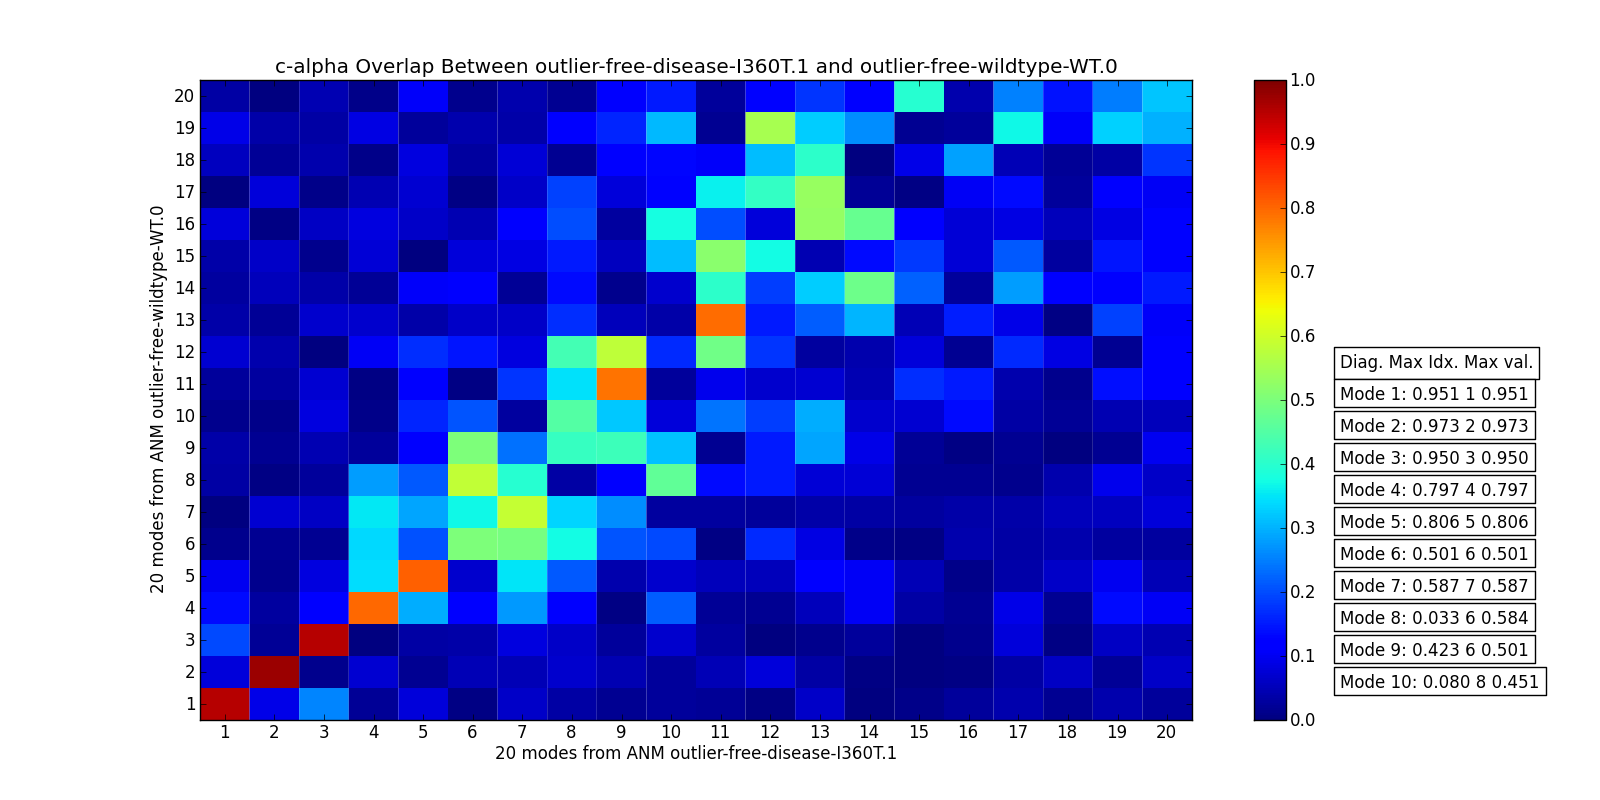 c-alpha Overlap Between outlier-free-disease-I360T.1 and outlier-free-wildtype-WT.0
20 modes from ANM outlier-free-wildtype-WT.0
20
19
18
17
16
15
14
13
12
11
10
9
8
7
6
5
4
3
2
1
1 2 3 4 5 6 7 8 9 10 11 12 13 14 15 16 17 18 19 20
20 modes from ANM outlier-free-disease-I360T.1
1.0
0.9
0.8
0.7
0.6
0.5
0.4
0.3
0.2
0.1
0.0
Diag. Max Idx. Max val.
Mode 1: 0.951 1 0.951
Mode 2: 0.973 2 0.973
Mode 3: 0.950 3 0.950
Mode 4: 0.797 4 0.797
Mode 5: 0.806 5 0.806
Mode 6: 0.501 6 0.501
Mode 7: 0.587 7 0.587
Mode 8: 0.033 6 0.584
Mode 9: 0.423 6 0.501
Mode 10: 0.080 8 0.451